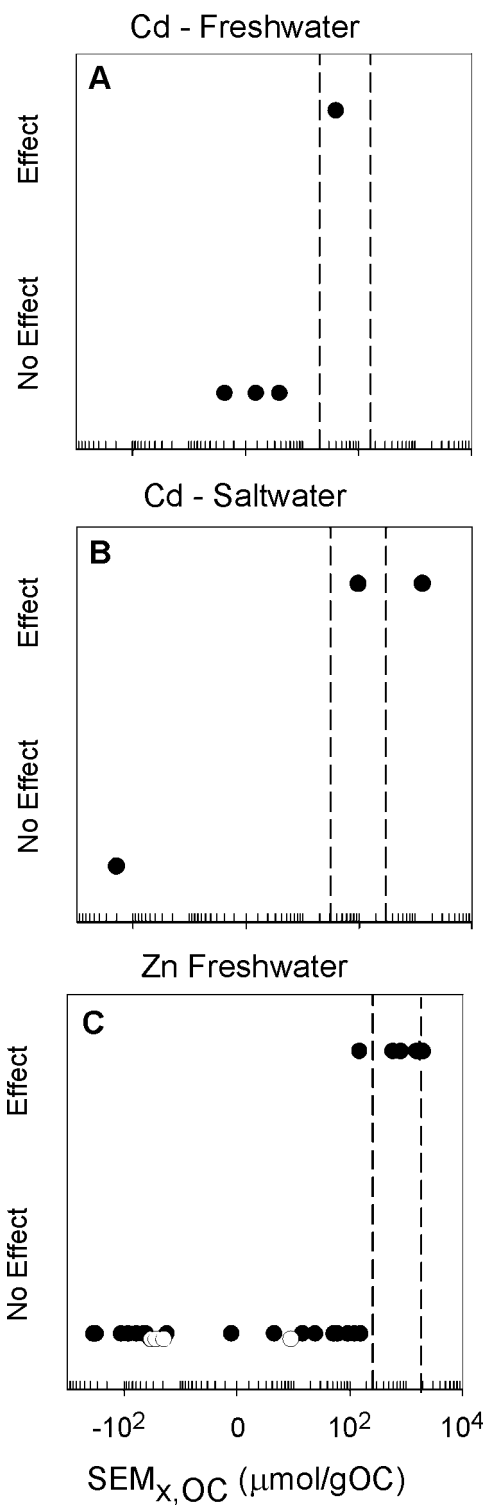 Cd - Freshwater
A
Effect
No Effect
Cd - Saltwater
B
Effect
No Effect
Zn Freshwater
C
Effect
No Effect
-10² 0 10² 10⁴
SEMx,OC (μmol/gOC)